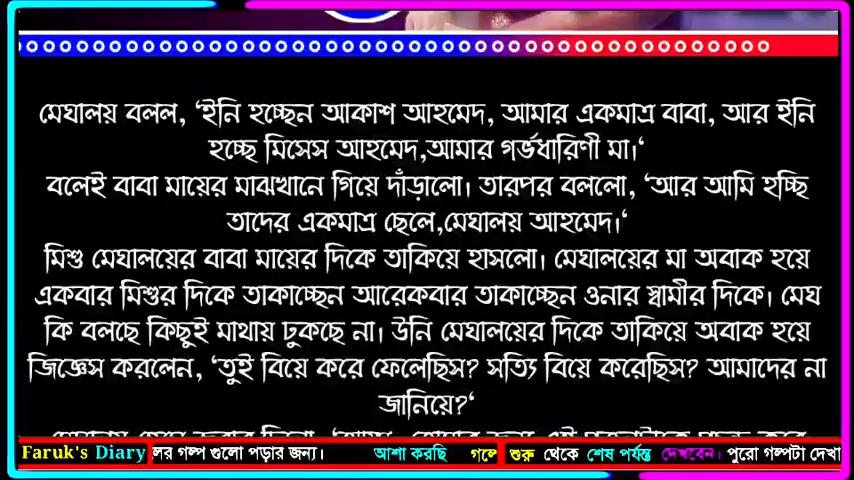 মেঘালয় বলল, ‘ইনি হচ্ছেন আকাশ আহমেদ, আমার একমাত্র বাবা, আর ইনি
হচ্ছে মিসেস আহমেদ,আমার গর্ভধারিণী মা।‘
বলেই বাবা মায়ের মাঝখানে গিয়ে দাঁড়ালো। তারপর বললো, ‘আর আমি হচ্ছি
তাদের একমাত্র ছেলে,মেঘালয় আহমেদ।‘
মিশু মেঘালয়ের বাবা মায়ের দিকে তাকিয়ে হাসলো। মেঘালয়ের মা অবাক হয়ে
একবার মিশুর দিকে তাকাচ্ছেন আরেকবার তাকাচ্ছেন ওনার স্বামীর দিকে। মেঘ
কি বলছে কিছুই মাথায় ঢুকছে না। উনি মেঘালয়ের দিকে তাকিয়ে অবাক হয়ে
জিজ্ঞেস করলেন, ‘তুই বিয়ে করে ফেলেছিস? সত্যি বিয়ে করেছিস? আমাদের না
জানিয়ে?‘
Faruk's Diary লর গল্প গুলো পড়ার জন্য। আশা করছি গল্পে শুরু থেকে শেষ পর্যন্ত দেখবেন। পুরো গল্পটা দেখা